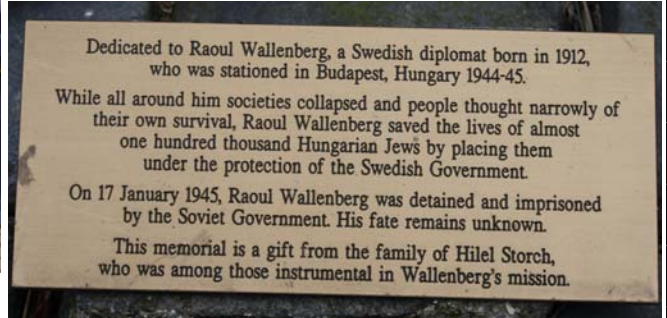 Dedicated to Raoul Wallenberg, a Swedish diplomat born in 1912,
who was stationed in Budapest, Hungary 1944-45.
While all around him societies collapsed and people thought narrowly of
their own survival, Raoul Wallenberg saved the lives of almost
one hundred thousand Hungarian Jews by placing them
under the protection of the Swedish Government.
On 17 January 1945, Raoul Wallenberg was detained and imprisoned
by the Soviet Government. His fate remains unknown.
This memorial is a gift from the family of Hilel Storch,
who was among those instrumental in Wallenberg's mission.